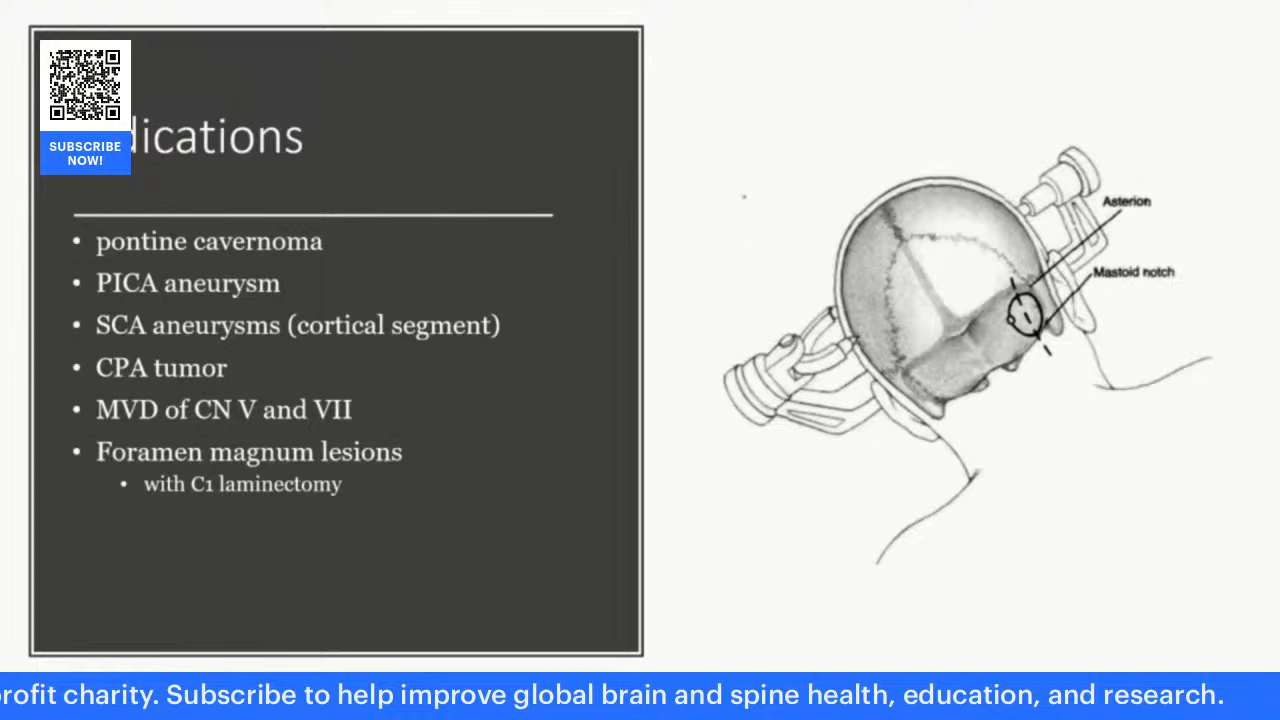 SUBSCRIBE
NOW!
dications
• pontine cavernoma
• PICA aneurysm
• SCA aneurysms (cortical segment)
• CPA tumor
• MVD of CN V and VII
• Foramen magnum lesions
• with C1 laminectomy
Asterion
Mastoid notch
rofit charity. Subscribe to help improve global brain and spine health, education, and research.